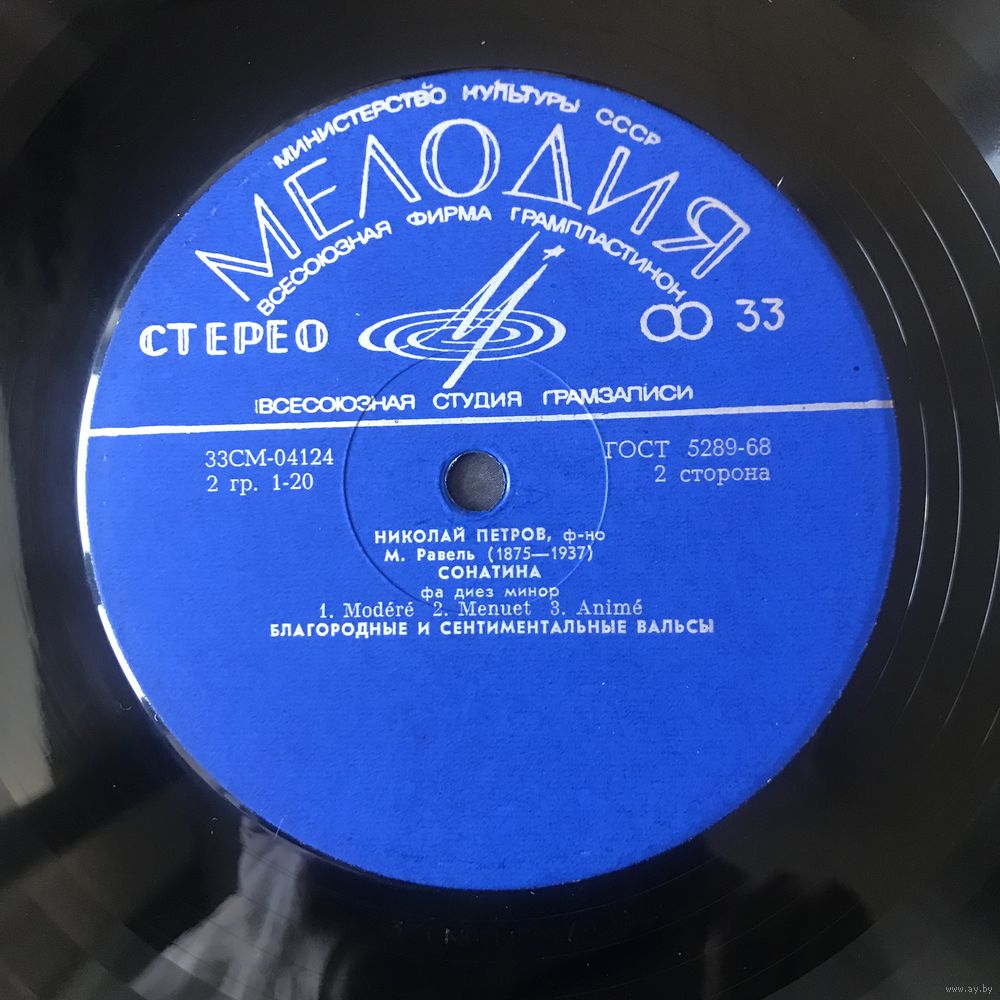 МИНИСТЕРСТВО КУЛЬТУРЫ СССР
МЕЛОДИЯ
ВСЕСОЮЗНАЯ ФИРМА ГРАМПЛАСТИНОК
СТЕРЕО
33
ВСЕСОЮЗНАЯ СТУДИЯ ГРАМЗАПИСИ
33СМ-04124
ГОСТ 5289-68
2 гр. 1-20
2 сторона
НИКОЛАЙ ПЕТРОВ, ф-но
М. Равель (1875—1937)
СОНАТИНА
фа диез минор
1. Modéré 2. Menuet 3. Animé
БЛАГОРОДНЫЕ И СЕНТИМЕНТАЛЬНЫЕ ВАЛЬСЫ
www.ay.by